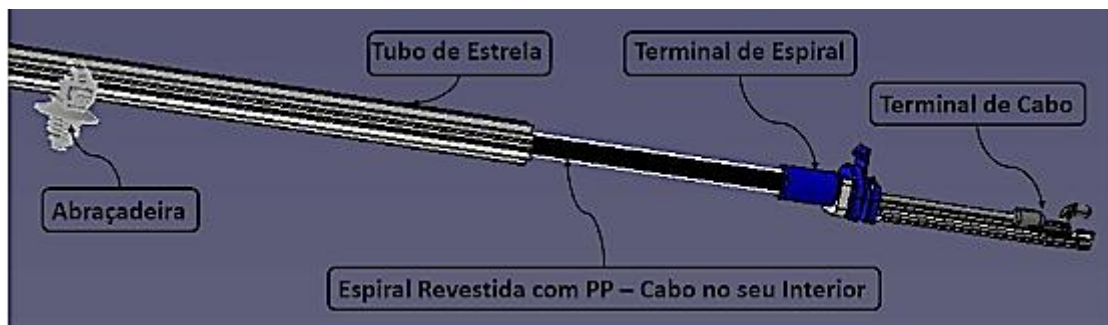 Tubo de Estrela
Terminal de Espiral
Terminal de Cabo
Abraçadeira
Espiral Revestida com PP – Cabo no seu Interior